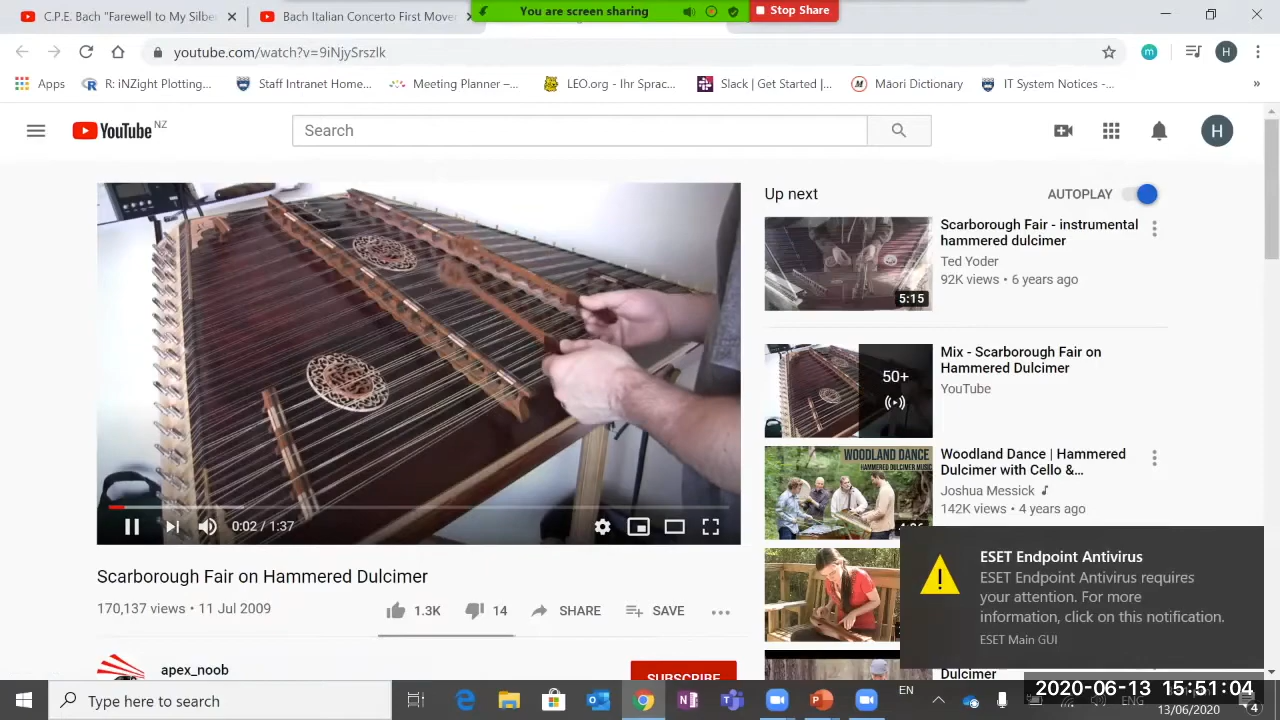 C.P.E. Bach "Farewell to My Silbe
Bach Italian Concerto First Mover
You are screen sharing
Stop Share
youtube.com/watch?v=9iNjySrszIk
m
H
Apps
R: iNZight Plotting...
Staff Intranet Home...
Meeting Planner –...
LEO.org - Ihr Sprac...
Slack | Get Started |...
Māori Dictionary
IT System Notices -...
»
YouTube NZ
Search
H
Up next
AUTOPLAY
Scarborough Fair - instrumental
hammered dulcimer
Ted Yoder
92K views • 6 years ago
5:15
Mix - Scarborough Fair on
Hammered Dulcimer
YouTube
50+
WOODLAND DANCE
HAMMERED DULCIMER MUSIC
Woodland Dance | Hammered
Dulcimer with Cello &...
Joshua Messick
142K views • 4 years ago
0:02 / 1:37
Scarborough Fair on Hammered Dulcimer
170,137 views • 11 Jul 2009
1.3K
14
SHARE
SAVE
apex_noob
SUBSCRIBE
ESET Endpoint Antivirus
ESET Endpoint Antivirus requires
your attention. For more
information, click on this notification.
ESET Main GUI
Dulcimer
Type here to search
EN
ENG
2020-06-13 15:51:04
13/06/2020
4